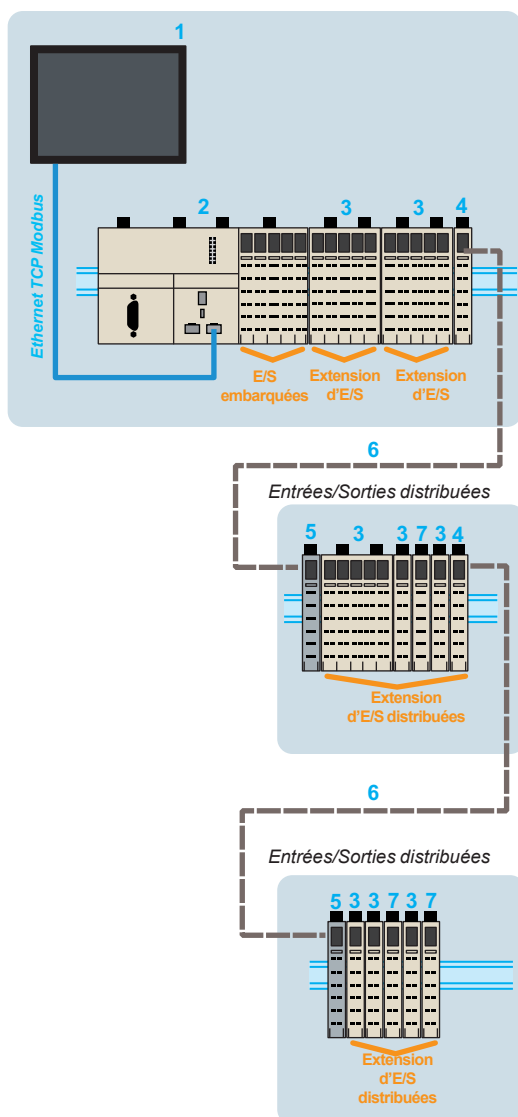 1
Ethernet TCP Modbus
2 3 3 4
E/S embarquées
Extension d'E/S
Extension d'E/S
6
Entrées/Sorties distribuées
5 3 3 7 3 4
Extension
d'E/S distribuées
6
Entrées/Sorties distribuées
5 3 3 7 3 7
Extension
d'E/S
distribuées